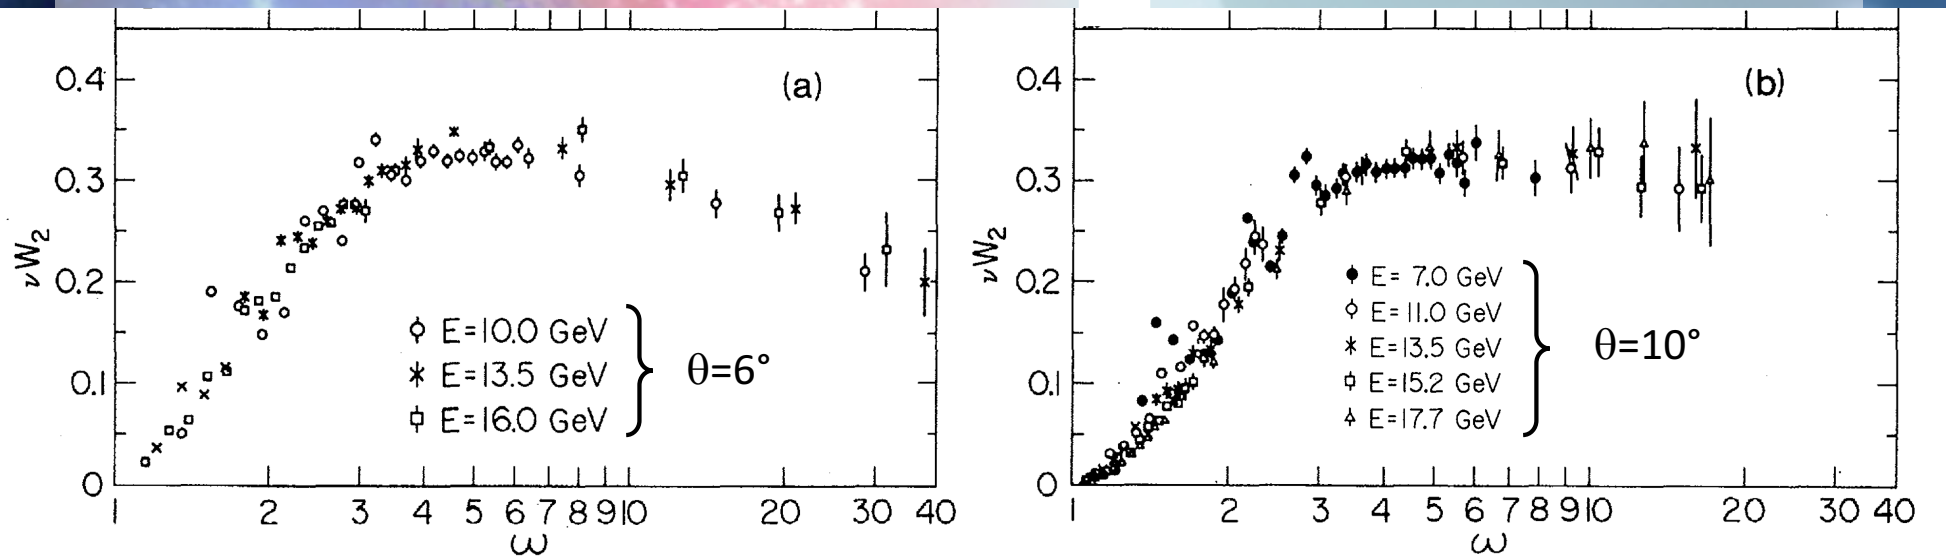 (a)
0.4
0.3
0.2
0.1
0
νW2
E=10.0 GeV
E=13.5 GeV
E=16.0 GeV
θ=6°
1 2 3 4 5 6 7 8 9 10 20 30 40
ω
(b)
0.4
0.3
0.2
0.1
0
νW2
E= 7.0 GeV
E=11.0 GeV
E=13.5 GeV
E=15.2 GeV
E=17.7 GeV
θ=10°
1 2 3 4 5 6 7 8 9 10 20 30 40
ω